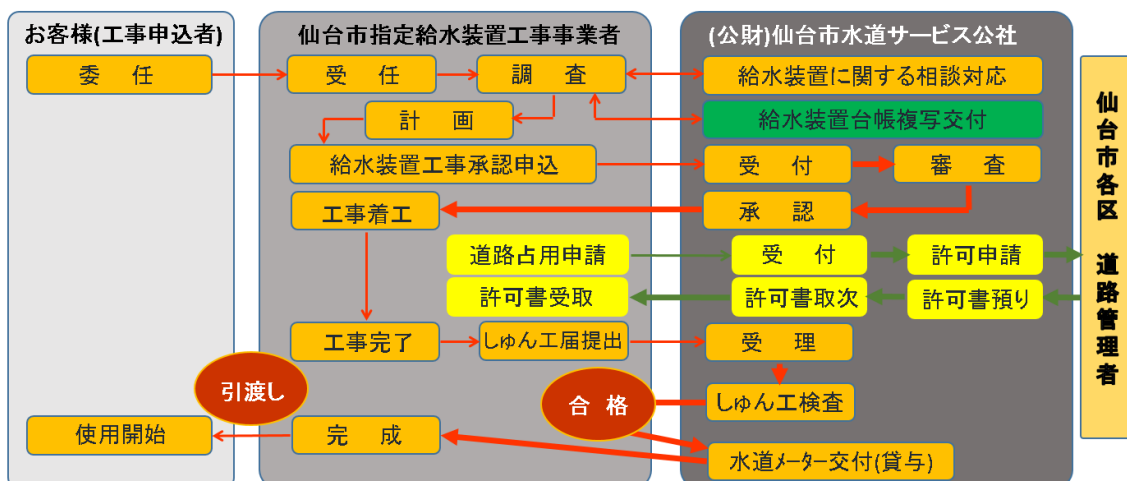 お客様(工事申込者)
仙台市指定給水装置工事事業者
(公財)仙台市水道サービス公社
委 任
受 任
調 査
給水装置に関する相談対応
給水装置台帳複写交付
計 画
給水装置工事承認申込
受 付
審 査
工事着工
承 認
道路占用申請
受 付
許可申請
許可書受取
許可書取次
許可書預り
工事完了
しゅん工届提出
受 理
引渡し
合 格
しゅん工検査
使用開始
完 成
水道メーター交付(貸与)
仙台市各区 道路管理者